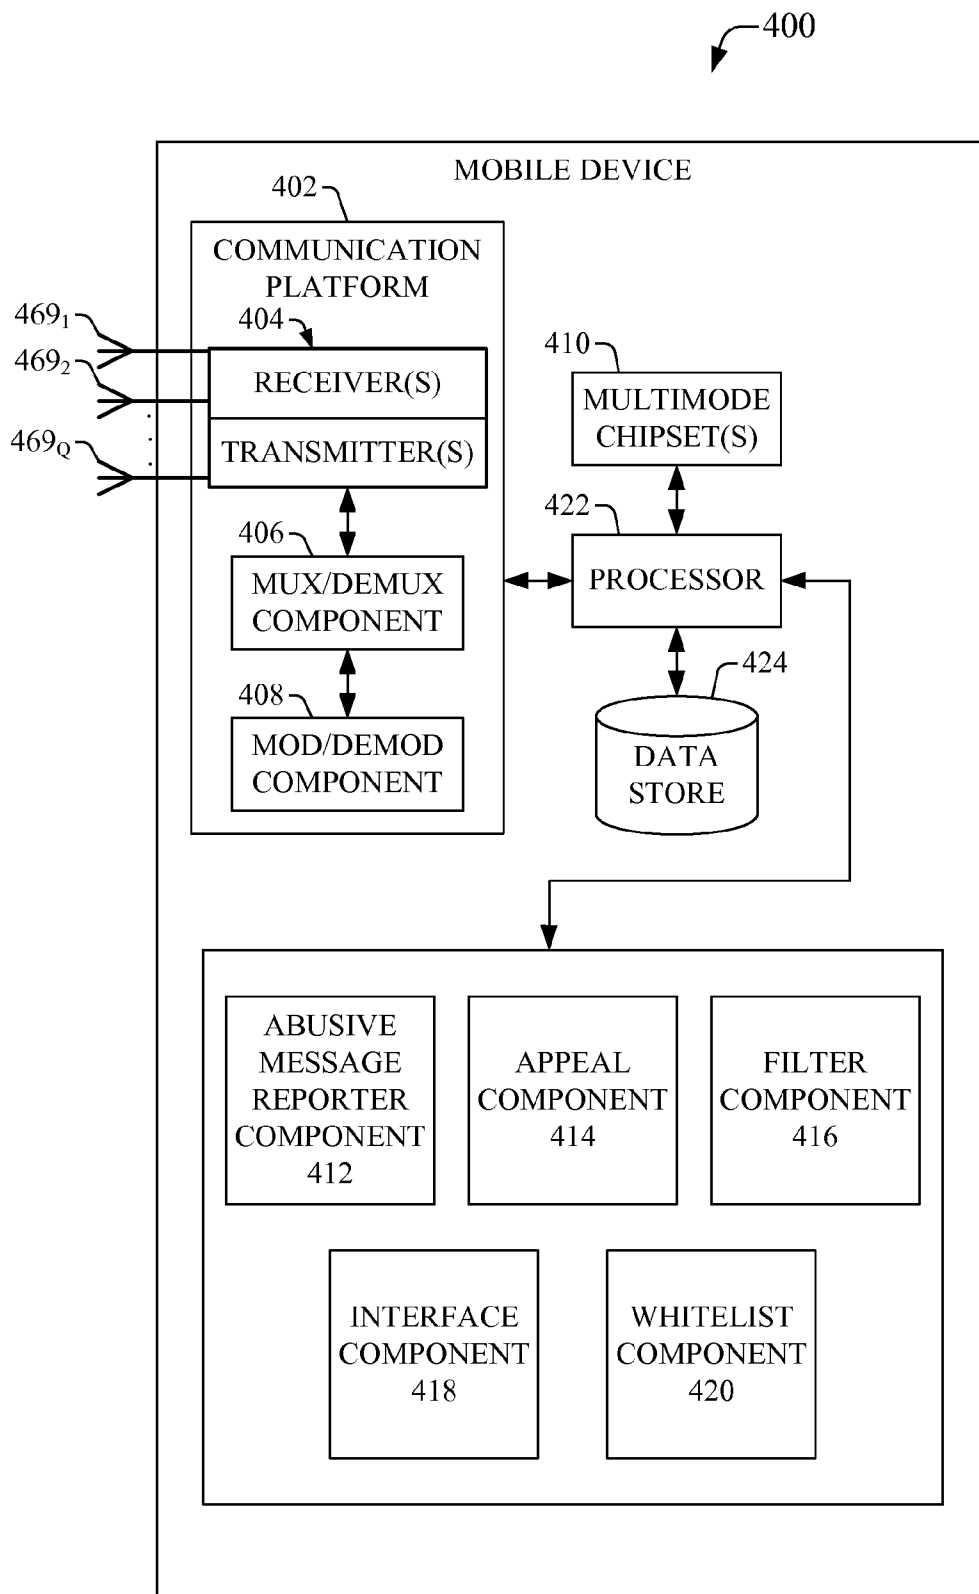 400
MOBILE DEVICE
402
COMMUNICATION
PLATFORM
469₁
404
469₂
RECEIVER(S)
410
MULTIMODE
CHIPSET(S)
469Q
TRANSMITTER(S)
406
422
MUX/DEMUX
COMPONENT
PROCESSOR
408
424
MOD/DEMOD
COMPONENT
DATA
STORE
ABUSIVE
MESSAGE
REPORTER
COMPONENT
412
APPEAL
COMPONENT
414
FILTER
COMPONENT
416
INTERFACE
COMPONENT
418
WHITELIST
COMPONENT
420